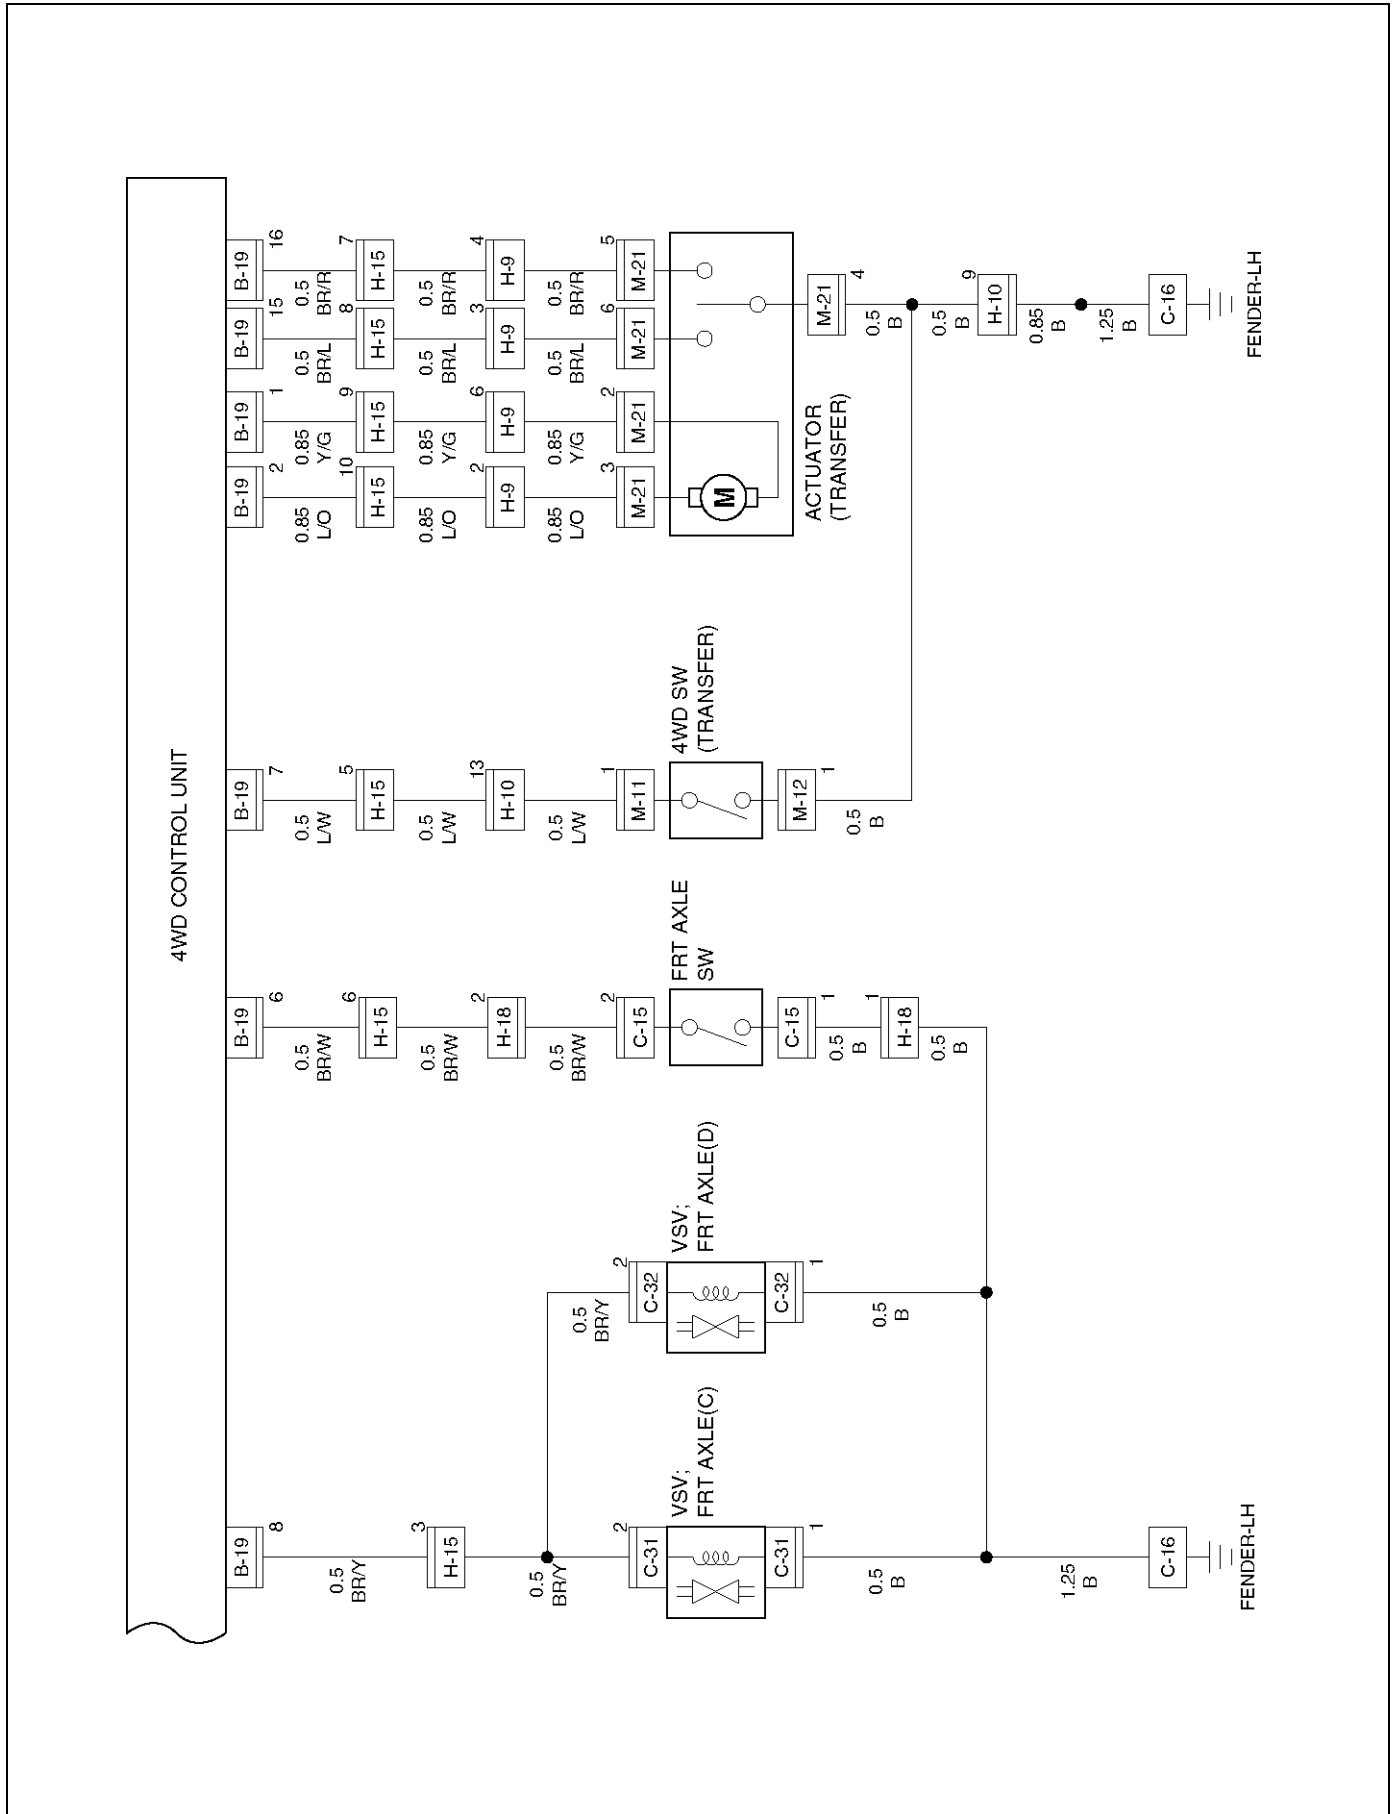 4WD CONTROL UNIT
B-19
8
0.5
BR/Y
H-15
3
0.5
BR/Y
C-31
2
VSV;
FRT AXLE(C)
C-31
1
0.5
B
1.25
B
C-16
FENDER-LH
0.5
BR/Y
C-32
2
VSV;
FRT AXLE(D)
C-32
1
0.5
B
B-19
6
0.5
BR/W
H-15
6
0.5
BR/W
H-18
2
0.5
BR/W
C-15
2
FRT AXLE
SW
C-15
1
0.5
B
H-18
1
0.5
B
B-19
7
0.5
L/W
H-15
5
0.5
L/W
H-10
13
0.5
L/W
M-11
1
4WD SW
(TRANSFER)
M-12
1
0.5
B
B-19
2
0.85
L/O
H-15
10
0.85
L/O
H-9
2
0.85
L/O
M-21
3
B-19
1
0.85
Y/G
H-15
9
0.85
Y/G
H-9
6
0.85
Y/G
M-21
2
B-19
15
0.5
BR/L
H-15
8
0.5
BR/L
H-9
3
0.5
BR/L
M-21
6
B-19
16
0.5
BR/R
H-15
7
0.5
BR/R
H-9
4
0.5
BR/R
M-21
5
M
ACTUATOR
(TRANSFER)
M-21
4
0.5
B
0.5
B
H-10
9
0.85
B
1.25
B
C-16
FENDER-LH